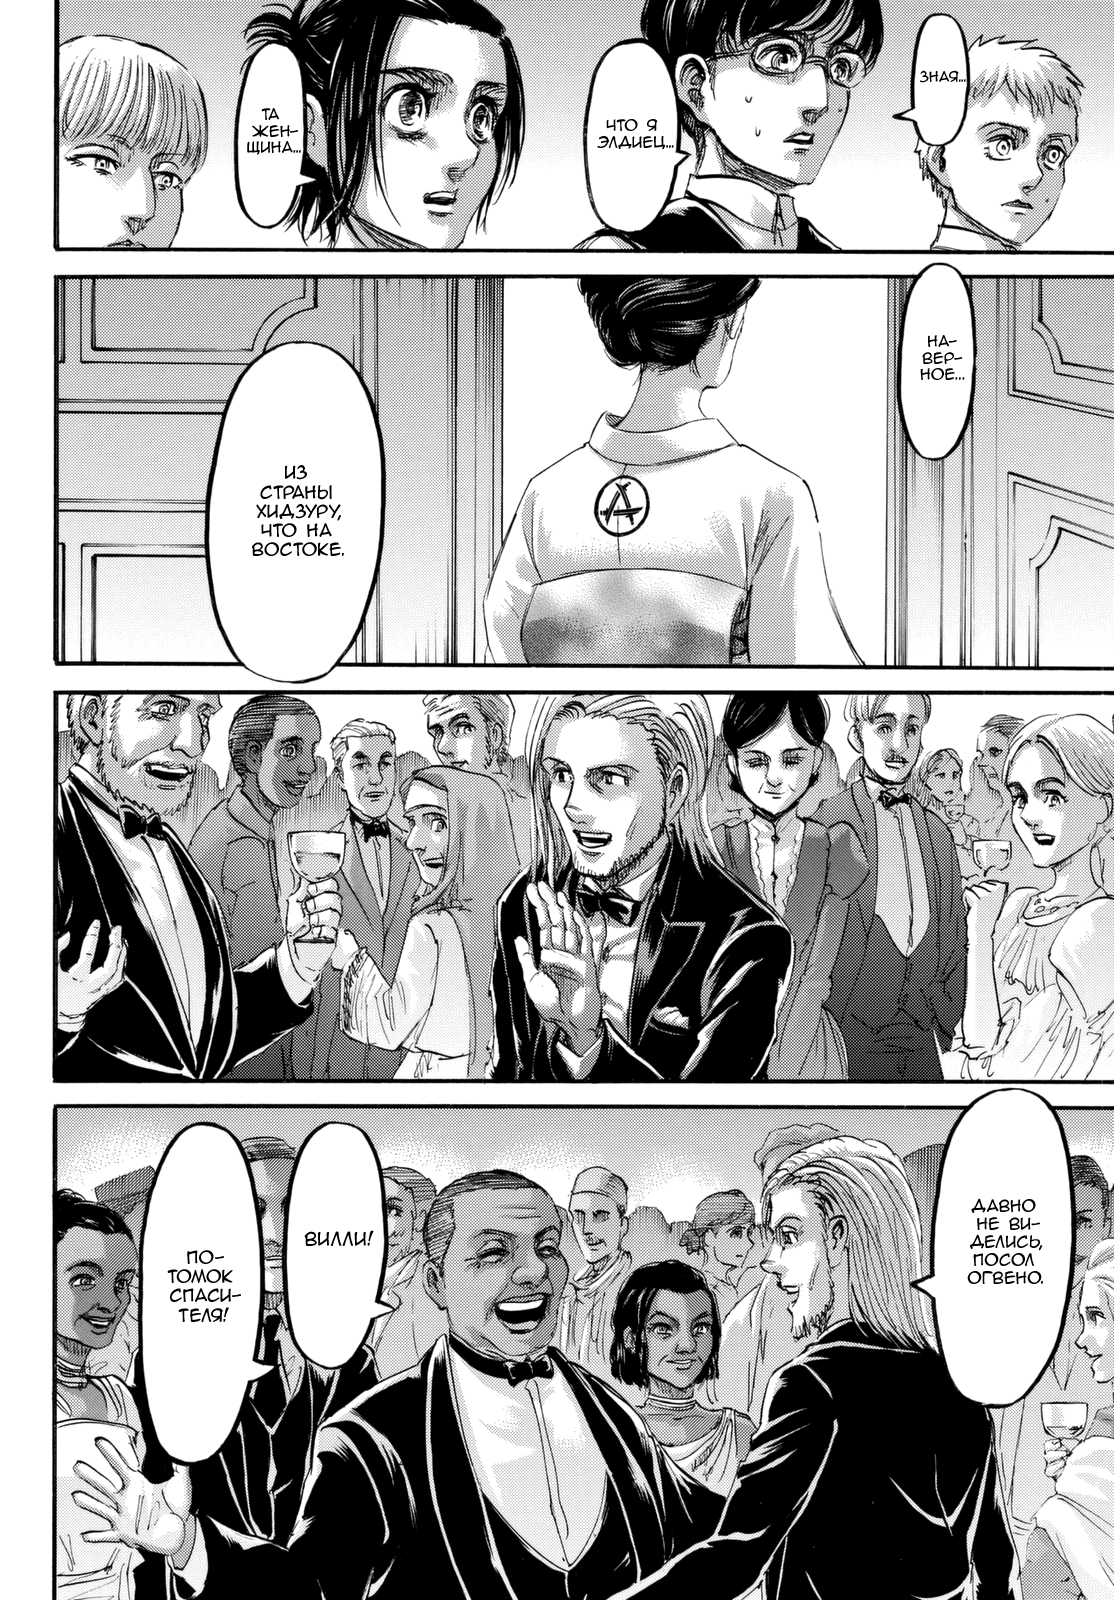 ЗНАЯ...
ЧТО Я
ЭЛДИЕЦ...
ТА
ЖЕН-
ЩИНА...
НА-
ВЕР-
НОЕ...
ИЗ
СТРАНЫ
ХИДЗУРУ,
ЧТО НА
ВОСТОКЕ.
ДАВНО
НЕ ВИ-
ДЕЛИСЬ,
ПОСОЛ
ОГВЕНО.
ВИЛЛИ!
ПО-
ТОМОК
СПАСИ-
ТЕЛЯ!